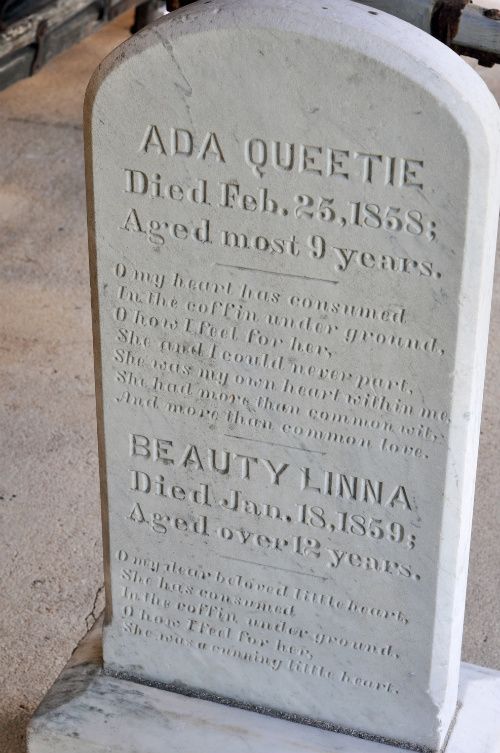 ADA QUEETIE
Died Feb. 25, 1858;
Aged most 9 years.
O my heart has consumed
In the coffin under ground,
O how I feel for her,
She and I could never part,
She was my own heart within me
She had more than common wit,
And more than common love.
BEAUTY LINNA
Died Jan. 18, 1859;
Aged over 12 years.
O my dear beloved little heart,
She has consumed
In the coffin under ground,
O how I feel for her,
She was a cunning little heart.